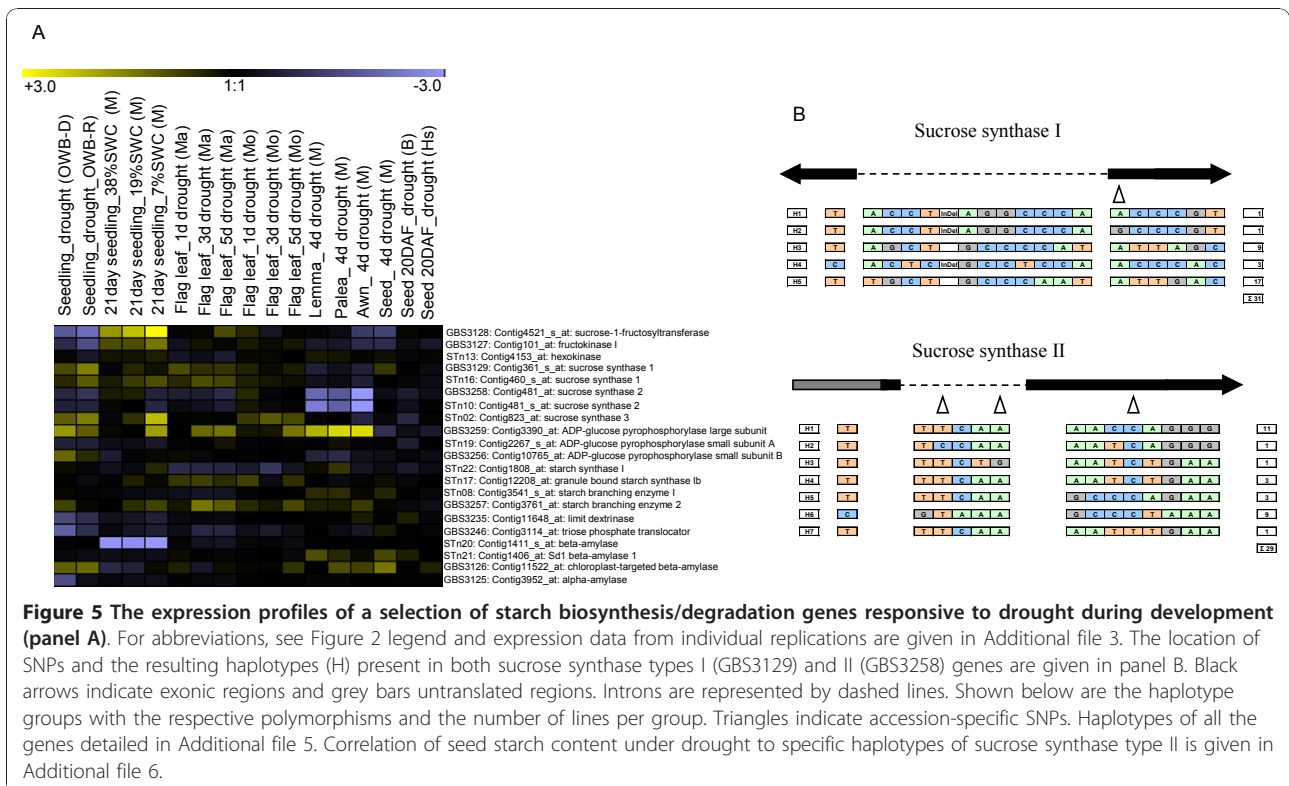 A
+3.0 1:1 -3.0
Seedling_drought (OWB-D)
Seedling_drought_OWB-R)
21day seedling_38%SWC (M)
21day seedling_19%SWC (M)
21day seedling_7%SWC (M)
Flag leaf_1d drought (Ma)
Flag leaf_3d drought (Ma)
Flag leaf_5d drought (Ma)
Flag leaf_1d drought (Mo)
Flag leaf_3d drought (Mo)
Flag leaf_5d drought (Mo)
Lemma_4d drought (M)
Palea_ 4d drought (M)
Awn_ 4d drought (M)
Seed_ 4d drought (M)
Seed 20DAF_drought (B)
Seed 20DAF_drought (Hs)
GBS3128: Contig4521_s_at: sucrose-1-fructosyltransferase
GBS3127: Contig101_at: fructokinase I
STn13: Contig4153_at: hexokinase
GBS3129: Contig361_s_at: sucrose synthase 1
STn16: Contig460_s_at: sucrose synthase 1
GBS3258: Contig481_at: sucrose synthase 2
STn10: Contig481_s_at: sucrose synthase 2
STn02: Contig823_at: sucrose synthase 3
GBS3259: Contig3390_at: ADP-glucose pyrophosphorylase large subunit
STn19: Contig2267_s_at: ADP-glucose pyrophosphorylase small subunit A
GBS3256: Contig10765_at: ADP-glucose pyrophosphorylase small subunit B
STn22: Contig1808_at: starch synthase I
STn17: Contig12208_at: granule bound starch synthase Ib
STn08: Contig3541_s_at: starch branching enzyme I
GBS3257: Contig3761_at: starch branching enzyme 2
GBS3235: Contig11648_at: limit dextrinase
GBS3246: Contig3114_at: triose phosphate translocator
STn20: Contig1411_s_at: beta-amylase
STn21: Contig1406_at: Sd1 beta-amylase 1
GBS3126: Contig11522_at: chloroplast-targeted beta-amylase
GBS3125: Contig3952_at: alpha-amylase
B
Sucrose synthase I
H1 T A C C T InDel A G G C C C A A C C C G T 1
H2 T A C C T InDel A G G C C C A G C C C G T 1
H3 T A G C T G C C C C A T A T T A G C 9
H4 C A C T C InDel G C C T C C A A C C C A C 3
H5 T T G C T G C C C A A T A T T G A C 17
Σ 31
Sucrose synthase II
H1 T T T C A A A A C C A G G G 11
H2 T T C C A A A A T C A G G G 1
H3 T T T C T G A A T C T G A A 1
H4 T T T C A A A A T C T G A A 3
H5 T T T C A A G C C C A G A A 3
H6 C G T A A A G C C C T A A A 9
H7 T T T C A A A A T T T G A A 1
Σ 29
Figure 5 The expression profiles of a selection of starch biosynthesis/degradation genes responsive to drought during development
(panel A). For abbreviations, see Figure 2 legend and expression data from individual replications are given in Additional file 3. The location of
SNPs and the resulting haplotypes (H) present in both sucrose synthase types I (GBS3129) and II (GBS3258) genes are given in panel B. Black
arrows indicate exonic regions and grey bars untranslated regions. Introns are represented by dashed lines. Shown below are the haplotype
groups with the respective polymorphisms and the number of lines per group. Triangles indicate accession-specific SNPs. Haplotypes of all the
genes detailed in Additional file 5. Correlation of seed starch content under drought to specific haplotypes of sucrose synthase type II is given in
Additional file 6.